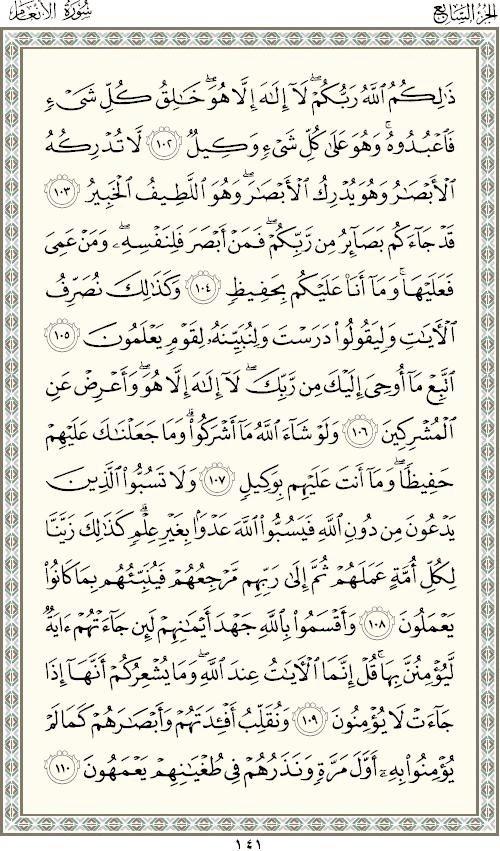 الجزء السابع
سورة الأنعام
ذَٰلِكُمُ ٱللَّهُ رَبُّكُمْ ۖ لَآ إِلَٰهَ إِلَّا هُوَ ۖ خَٰلِقُ كُلِّ شَىْءٍ
فَٱعْبُدُوهُ ۚ وَهُوَ عَلَىٰ كُلِّ شَىْءٍ وَكِيلٌ ١٠٢ لَّا تُدْرِكُهُ
ٱلْأَبْصَٰرُ وَهُوَ يُدْرِكُ ٱلْأَبْصَٰرَ ۖ وَهُوَ ٱللَّطِيفُ ٱلْخَبِيرُ ١٠٣
قَدْ جَآءَكُم بَصَآئِرُ مِن رَّبِّكُمْ ۖ فَمَنْ أَبْصَرَ فَلِنَفْسِهِۦ ۖ وَمَنْ عَمِىَ
فَعَلَيْهَا ۚ وَمَآ أَنَا۠ عَلَيْكُم بِحَفِيظٍ ١٠٤ وَكَذَٰلِكَ نُصَرِّفُ
ٱلْأَيَٰتِ وَلِيَقُولُوا۟ دَرَسْتَ وَلِنُبَيِّنَهُۥ لِقَوْمٍ يَعْلَمُونَ ١٠٥
ٱتَّبِعْ مَآ أُوحِىَ إِلَيْكَ مِن رَّبِّكَ ۖ لَآ إِلَٰهَ إِلَّا هُوَ ۖ وَأَعْرِضْ عَنِ
ٱلْمُشْرِكِينَ ١٠٦ وَلَوْ شَآءَ ٱللَّهُ مَآ أَشْرَكُوا۟ ۗ وَمَا جَعَلْنَٰكَ عَلَيْهِمْ
حَفِيظًا ۖ وَمَآ أَنتَ عَلَيْهِم بِوَكِيلٍ ١٠٧ وَلَا تَسُبُّوا۟ ٱلَّذِينَ
يَدْعُونَ مِن دُونِ ٱللَّهِ فَيَسُبُّوا۟ ٱللَّهَ عَدْوًۢا بِغَيْرِ عِلْمٍ ۗ كَذَٰلِكَ زَيَّنَّا
لِكُلِّ أُمَّةٍ عَمَلَهُمْ ثُمَّ إِلَىٰ رَبِّهِم مَّرْجِعُهُمْ فَيُنَبِّئُهُم بِمَا كَانُوا۟
يَعْمَلُونَ ١٠٨ وَأَقْسَمُوا۟ بِٱللَّهِ جَهْدَ أَيْمَٰنِهِمْ لَئِن جَآءَتْهُمْ ءَايَةٌ
لَّيُؤْمِنُنَّ بِهَا ۚ قُلْ إِنَّمَا ٱلْأَيَٰتُ عِندَ ٱللَّهِ ۖ وَمَا يُشْعِرُكُمْ أَنَّهَآ إِذَا
جَآءَتْ لَا يُؤْمِنُونَ ١٠٩ وَنُقَلِّبُ أَفْـِٔدَتَهُمْ وَأَبْصَٰرَهُمْ كَمَا لَمْ
يُؤْمِنُوا۟ بِهِۦٓ أَوَّلَ مَرَّةٍ وَنَذَرُهُمْ فِى طُغْيَٰنِهِمْ يَعْمَهُونَ ١١٠
١٤١